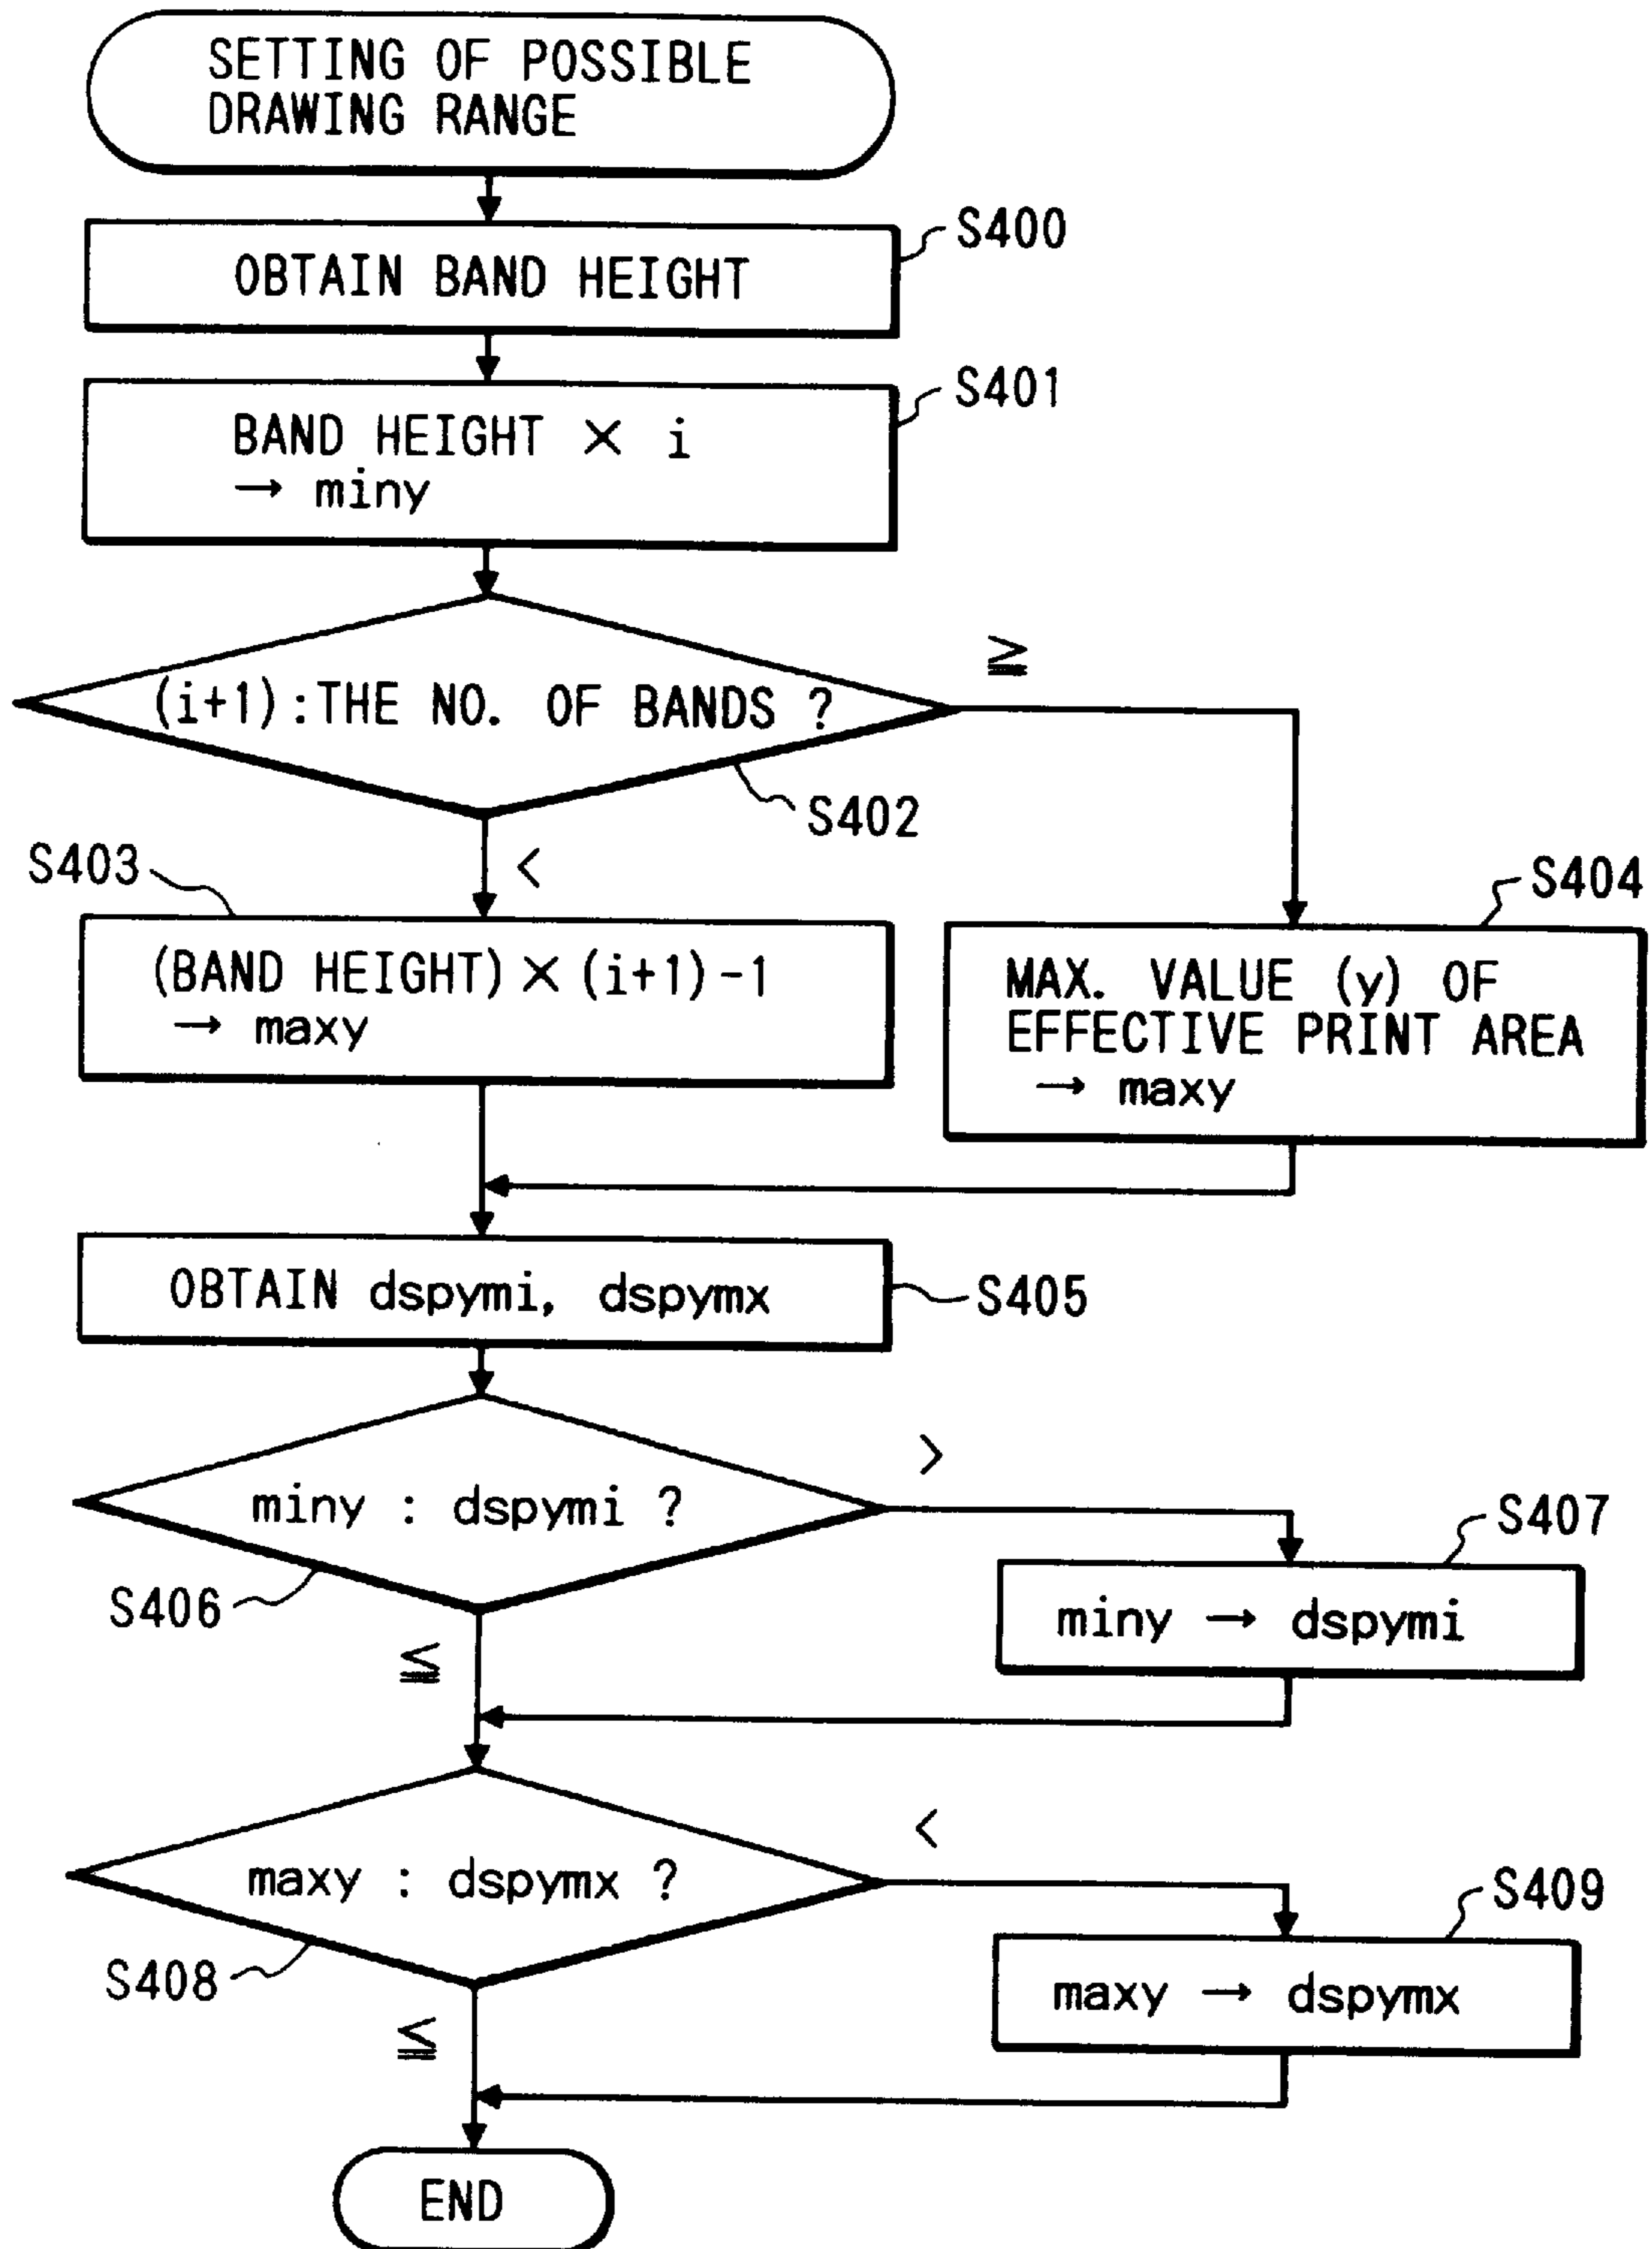 SETTING OF POSSIBLE
DRAWING RANGE
S400
OBTAIN BAND HEIGHT
S401
BAND HEIGHT × i
→ miny
≧
(i+1):THE NO. OF BANDS ?
S402
<
S403
(BAND HEIGHT) × (i+1)-1
→ maxy
S404
MAX. VALUE (y) OF
EFFECTIVE PRINT AREA
→ maxy
OBTAIN dspymi, dspymx
S405
>
miny : dspymi ?
S406
≦
S407
miny → dspymi
<
maxy : dspymx ?
S408
≦
S409
maxy → dspymx
END